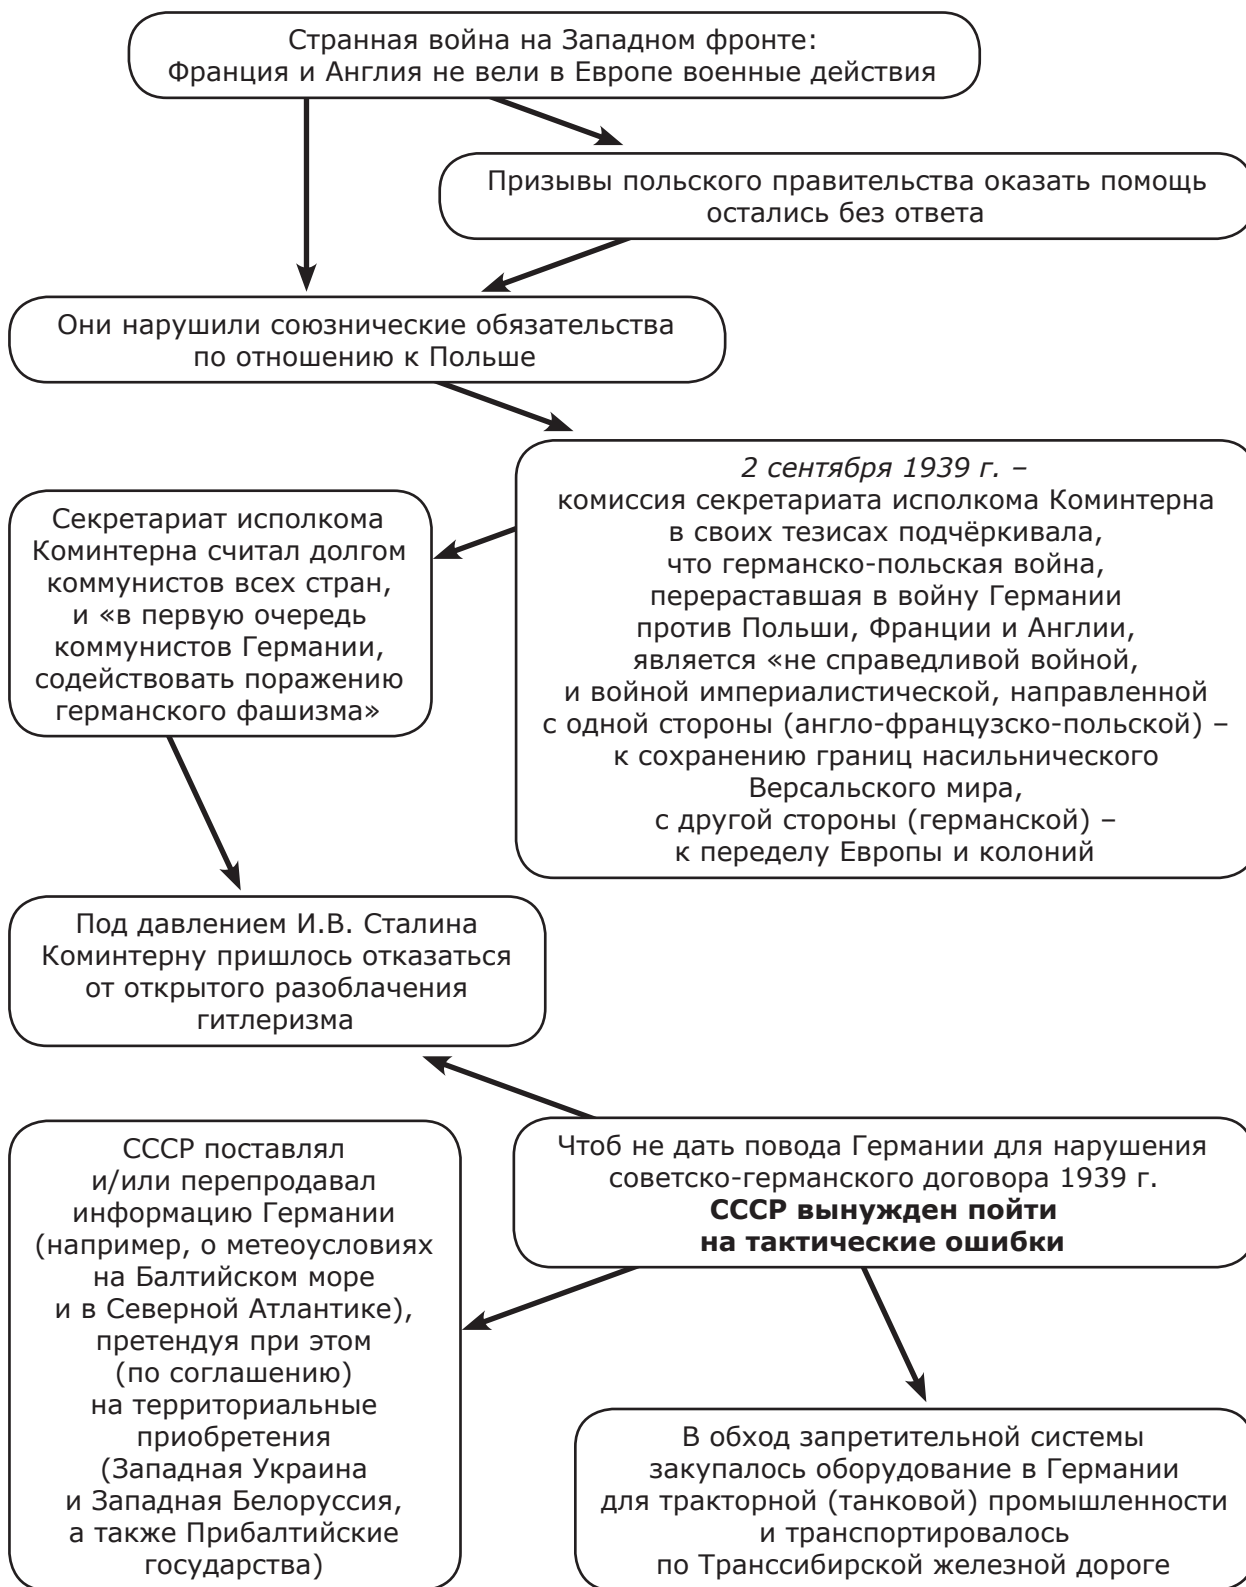 Странная война на Западном фронте:
Франция и Англия не вели в Европе военные действия
Призывы польского правительства оказать помощь
остались без ответа
Они нарушили союзнические обязательства
по отношению к Польше
2 сентября 1939 г. –
комиссия секретариата исполкома Коминтерна
в своих тезисах подчёркивала,
что германско-польская война,
перераставшая в войну Германии
против Польши, Франции и Англии,
является «не справедливой войной,
и войной империалистической, направленной
с одной стороны (англо-французско-польской) –
к сохранению границ насильнического
Версальского мира,
с другой стороны (германской) –
к переделу Европы и колоний
Секретариат исполкома
Коминтерна считал долгом
коммунистов всех стран,
и «в первую очередь
коммунистов Германии,
содействовать поражению
германского фашизма»
Под давлением И.В. Сталина
Коминтерну пришлось отказаться
от открытого разоблачения
гитлеризма
Чтоб не дать повода Германии для нарушения
советско-германского договора 1939 г.
СССР вынужден пойти
на тактические ошибки
СССР поставлял
и/или перепродавал
информацию Германии
(например, о метеоусловиях
на Балтийском море
и в Северной Атлантике),
претендуя при этом
(по соглашению)
на территориальные
приобретения
(Западная Украина
и Западная Белоруссия,
а также Прибалтийские
государства)
В обход запретительной системы
закупалось оборудование в Германии
для тракторной (танковой) промышленности
и транспортировалось
по Транссибирской железной дороге